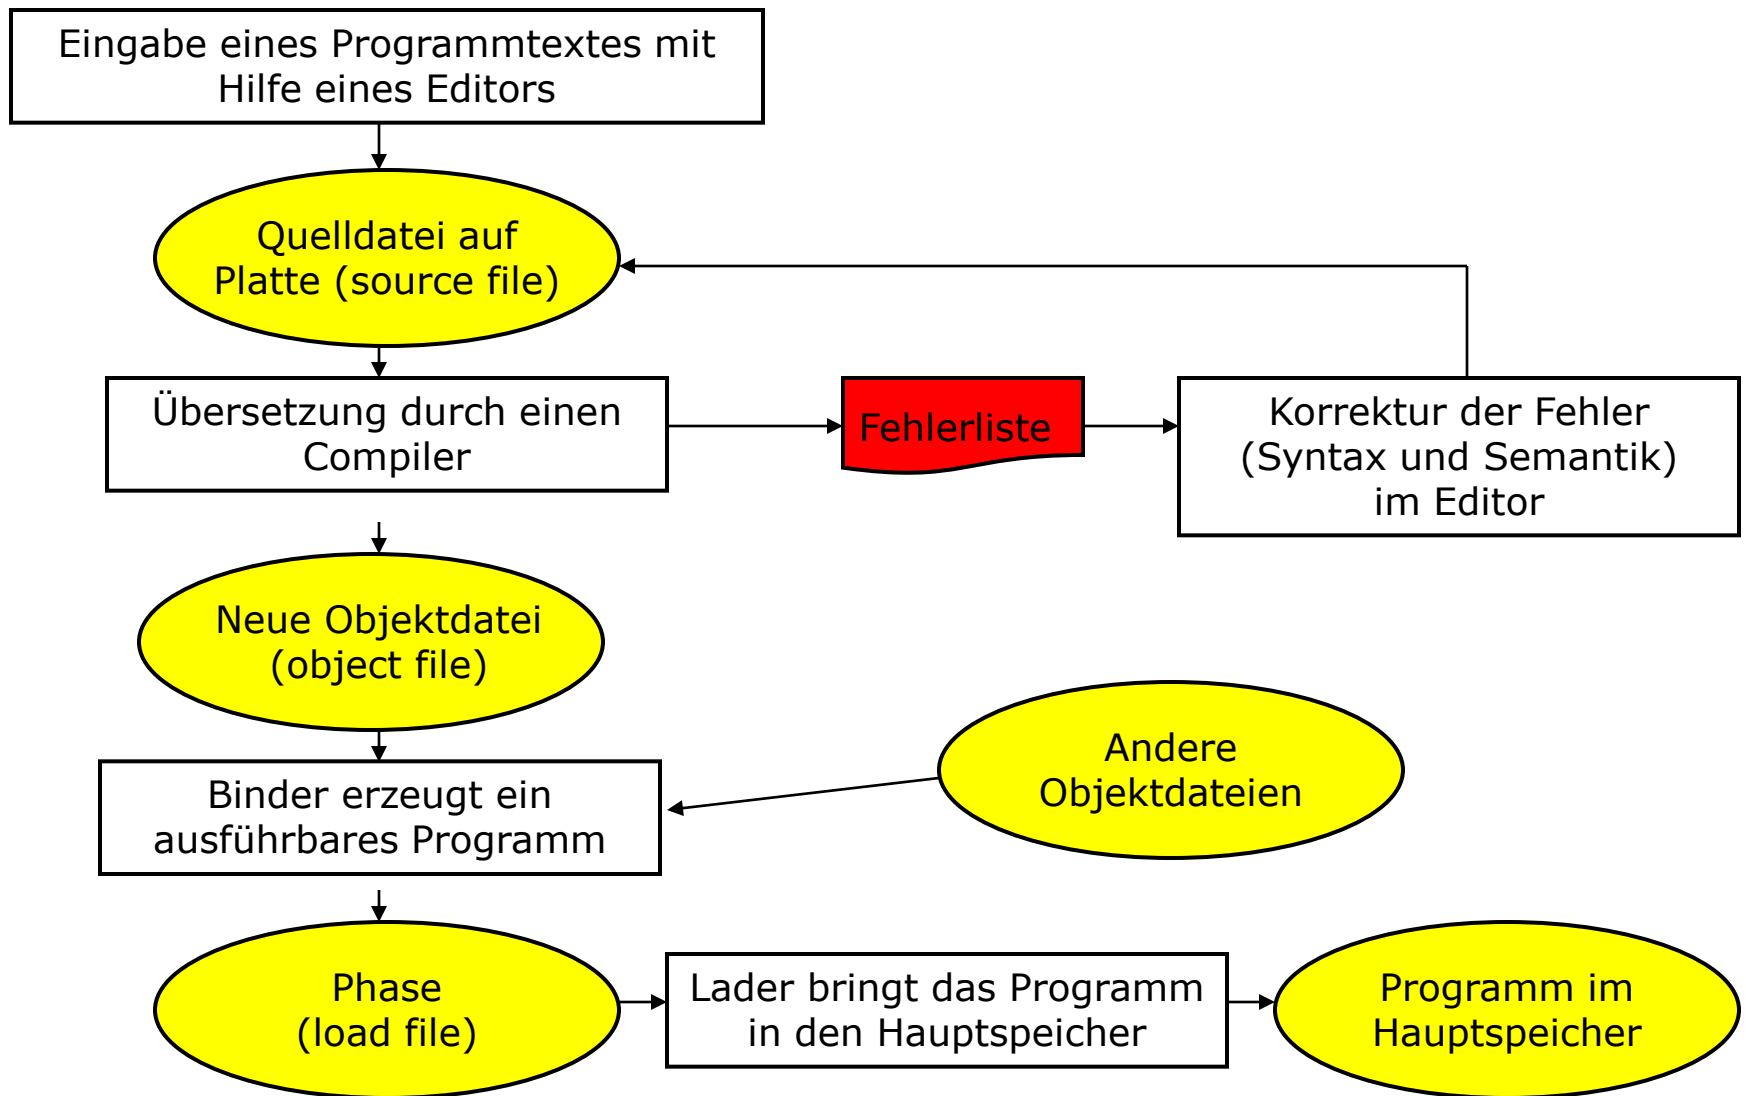 Eingabe eines Programmtextes mit
Hilfe eines Editors
Quelldatei auf
Platte (source file)
Übersetzung durch einen
Compiler
Fehlerliste
Korrektur der Fehler
(Syntax und Semantik)
im Editor
Neue Objektdatei
(object file)
Andere
Objektdateien
Binder erzeugt ein
ausführbares Programm
Phase
(load file)
Lader bringt das Programm
in den Hauptspeicher
Programm im
Hauptspeicher